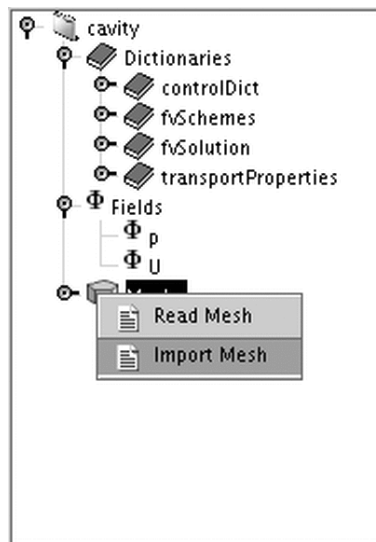 cavity
Dictionaries
controlDict
fvSchemes
fvSolution
transportProperties
Φ Fields
Φ p
Φ U
Read Mesh
Import Mesh